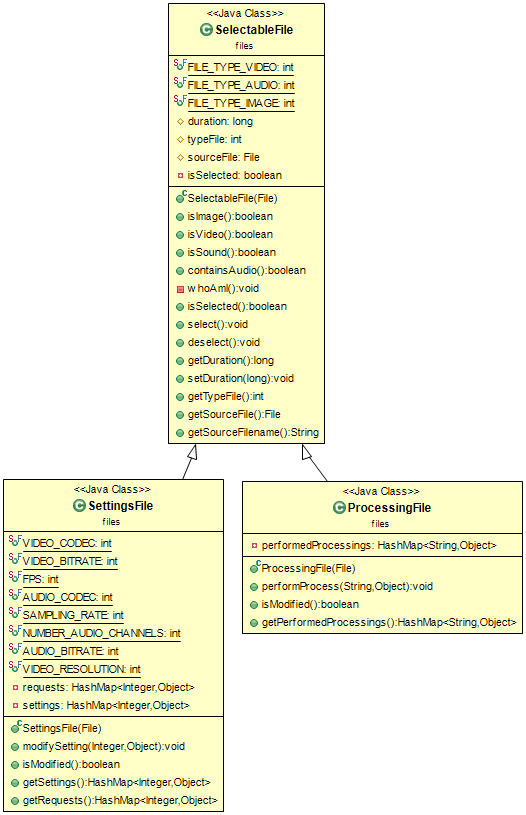 <<Java Class>>
SelectableFile
files
FILE_TYPE_VIDEO: int
FILE_TYPE_AUDIO: int
FILE_TYPE_IMAGE: int
duration: long
typeFile: int
sourceFile: File
isSelected: boolean
SelectableFile(File)
isImage():boolean
isVideo():boolean
isSound():boolean
containsAudio():boolean
whoAmI():void
isSelected():boolean
select():void
deselect():void
getDuration():long
setDuration(long):void
getTypeFile():int
getSourceFile():File
getSourceFilename():String
<<Java Class>>
SettingsFile
files
VIDEO_CODEC: int
VIDEO_BITRATE: int
FPS: int
AUDIO_CODEC: int
SAMPLING_RATE: int
NUMBER_AUDIO_CHANNELS: int
AUDIO_BITRATE: int
VIDEO_RESOLUTION: int
requests: HashMap<Integer,Object>
settings: HashMap<Integer,Object>
SettingsFile(File)
modifySetting(Integer,Object):void
isModified():boolean
getSettings():HashMap<Integer,Object>
getRequests():HashMap<Integer,Object>
<<Java Class>>
ProcessingFile
files
performedProcessings: HashMap<String,Object>
ProcessingFile(File)
performProcess(String,Object):void
isModified():boolean
getPerformedProcessings():HashMap<String,Object>